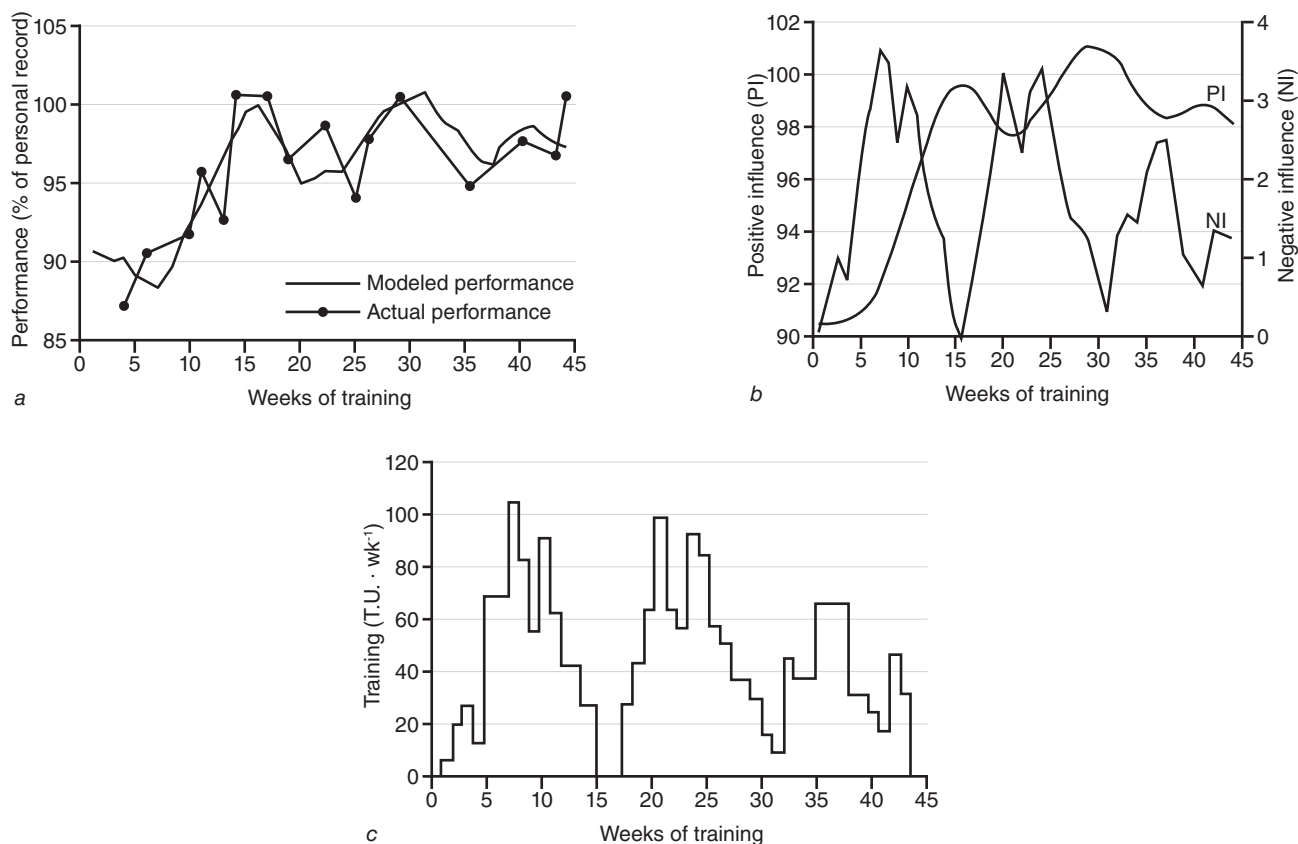 Performance (% of personal record)
105
100
95
90
85
Modeled performance
Actual performance
0 5 10 15 20 25 30 35 40 45
Weeks of training
a
Positive influence (PI)
102
100
98
96
94
92
90
PI
NI
4
3
2
1
0
Negative influence (NI)
0 5 10 15 20 25 30 35 40 45
Weeks of training
b
Training (T.U. · wk⁻¹)
120
100
80
60
40
20
0
0 5 10 15 20 25 30 35 40 45
Weeks of training
c